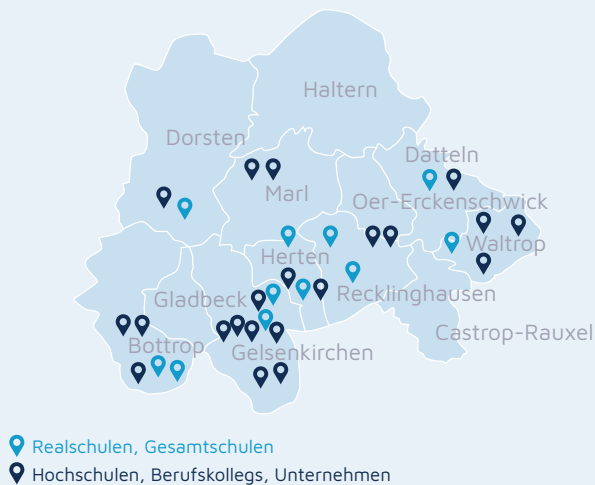 Haltern
Dorsten
Datteln
Marl
Oer-Erckenschwick
Waltrop
Herten
Gladbeck
Recklinghausen
Castrop-Rauxel
Bottrop
Gelsenkirchen
Realschulen, Gesamtschulen
Hochschulen, Berufskollegs, Unternehmen